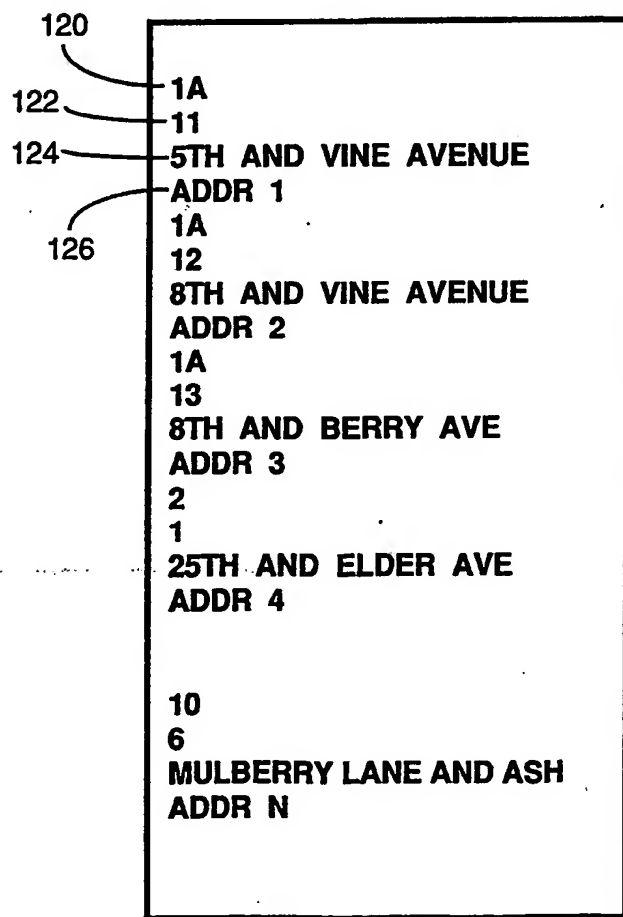 120
122
124
126
1A
11
5TH AND VINE AVENUE
ADDR 1
1A
12
8TH AND VINE AVENUE
ADDR 2
1A
13
8TH AND BERRY AVE
ADDR 3
2
1
25TH AND ELDER AVE
ADDR 4
10
6
MULBERRY LANE AND ASH
ADDR N